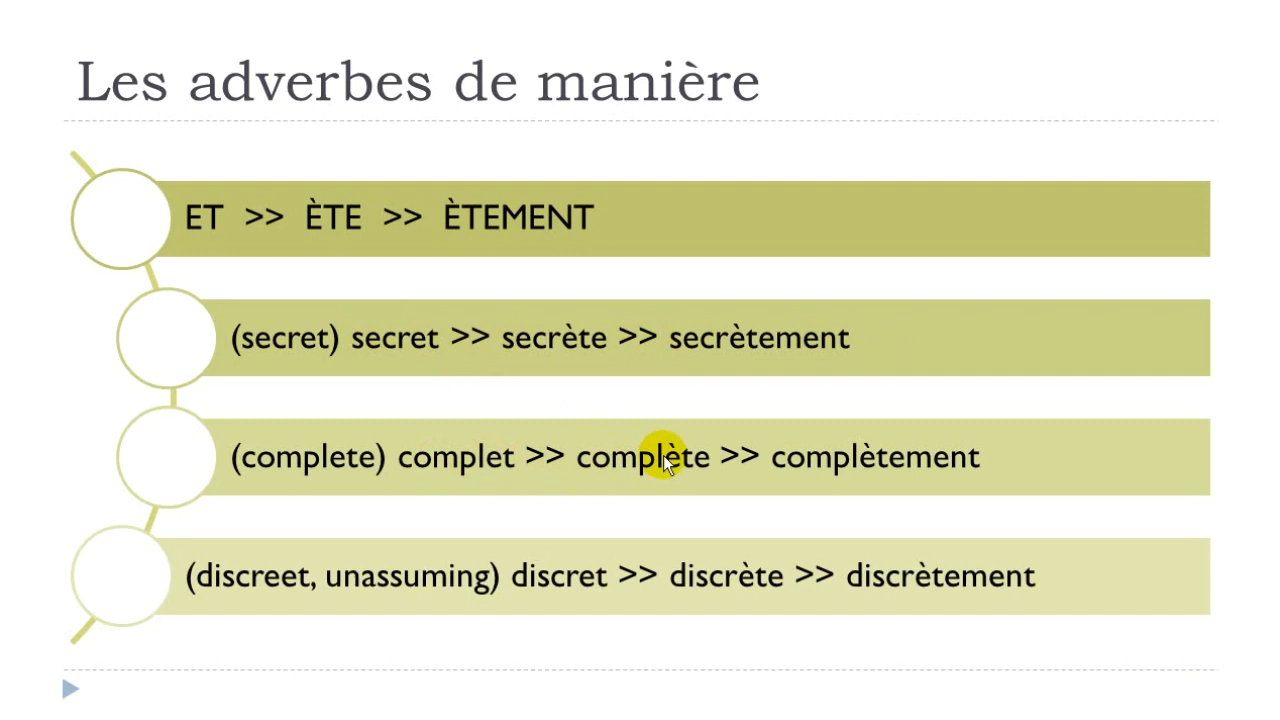 Les adverbes de manière
ET >> ÈTE >> ÈTEMENT
(secret) secret >> secrète >> secrètement
(complete) complet >> complète >> complètement
(discreet, unassuming) discret >> discrète >> discrètement